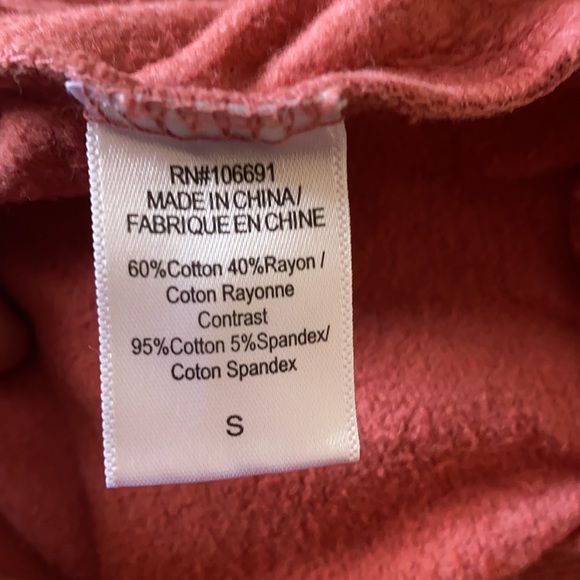 RN#106691
MADE IN CHINA/
FABRIQUE EN CHINE
60%Cotton 40%Rayon /
Coton Rayonne
Contrast
95%Cotton 5%Spandex/
Coton Spandex
S